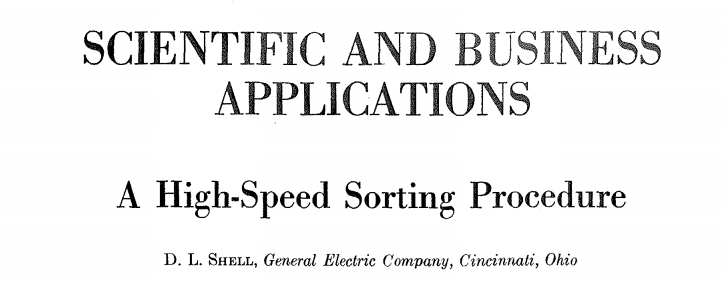 SCIENTIFIC AND BUSINESS
APPLICATIONS
A High-Speed Sorting Procedure
D. L. SHELL, General Electric Company, Cincinnati, Ohio